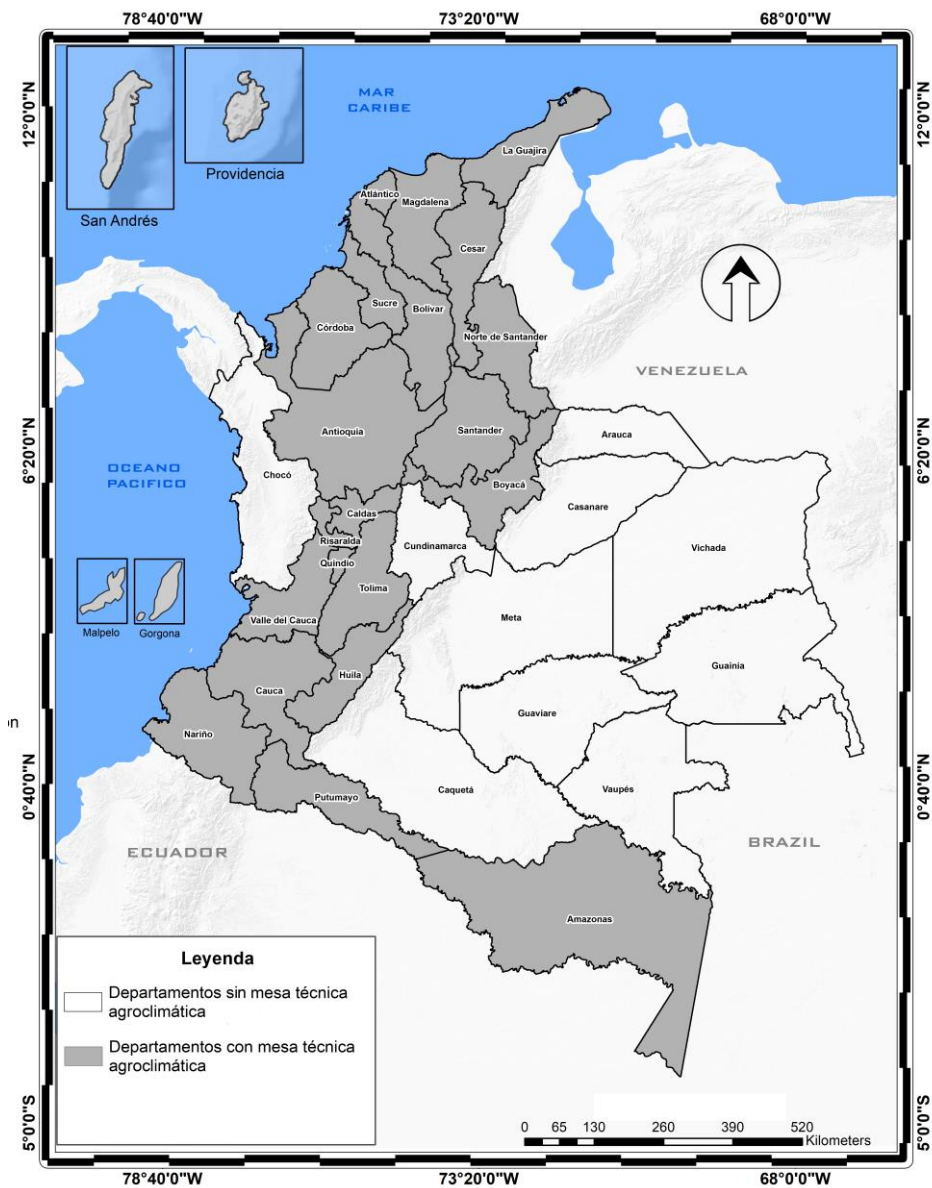 78°40'0"W
73°20'0"W
68°0'0"W
12°0'0"N
12°0'0"N
MAR
CARIBE
San Andrés
Providencia
La Guajira
Atlántico
Magdalena
Cesar
Sucre
Bolívar
Córdoba
Norte de Santander
VENEZUELA
6°20'0"N
6°20'0"N
Antioquia
Santander
Arauca
OCEANO
PACIFICO
Chocó
Boyacá
Caldas
Casanare
Risaralda
Cundinamarca
Vichada
Quindio
Tolima
Meta
Valle del Cauca
Malpelo
Gorgona
Huila
Guainia
Cauca
Guaviare
Nariño
0°40'0"N
0°40'0"N
Putumayo
Caquetá
Vaupés
ECUADOR
BRAZIL
Amazonas
Leyenda
Departamentos sin mesa técnica
agroclimática
Departamentos con mesa técnica
agroclimática
0 65 130 260 390 520
Kilometers
5°0'0"S
5°0'0"S
78°40'0"W
73°20'0"W
68°0'0"W